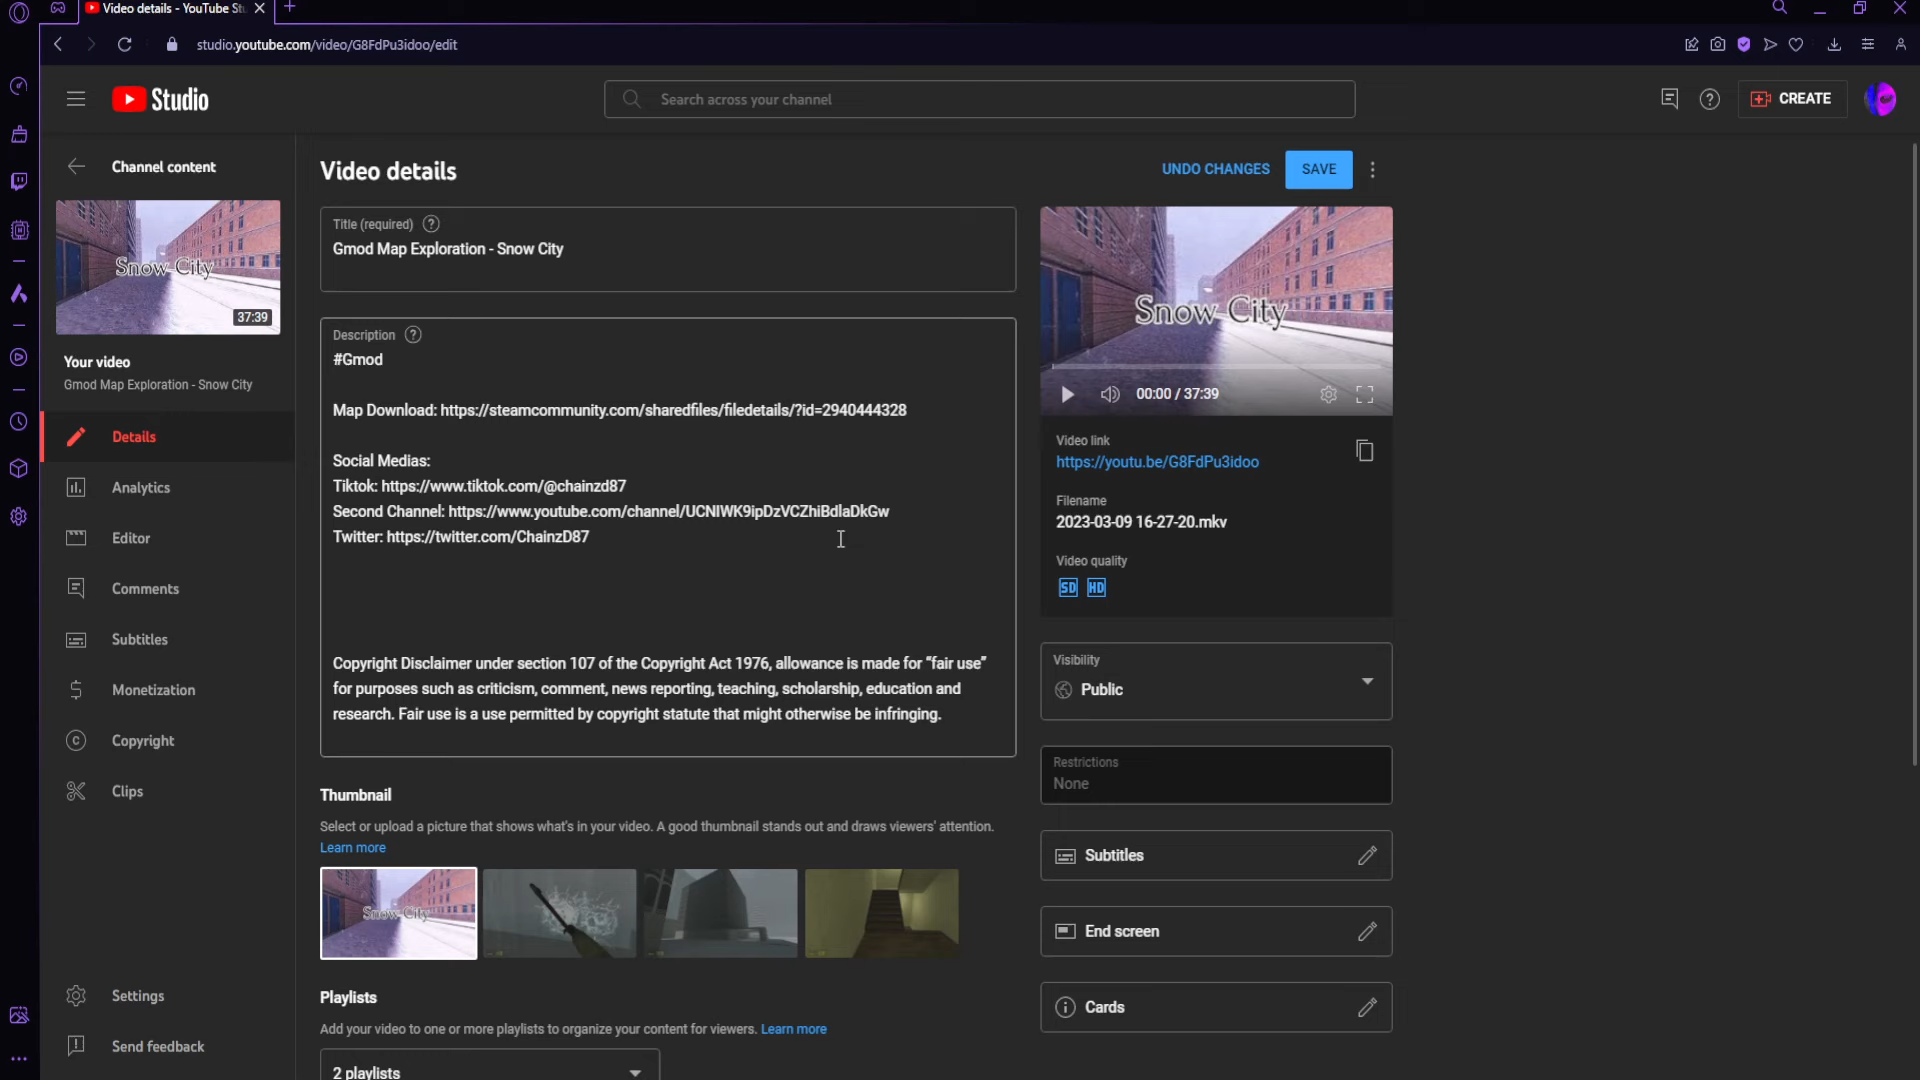 Video details - YouTube St
studio.youtube.com/video/G8FdPu3idoo/edit
Studio
Search across your channel
CREATE
Channel content
Snow City
37:39
Your video
Gmod Map Exploration - Snow City
Details
Analytics
Editor
Comments
Subtitles
Monetization
Copyright
Clips
Settings
Send feedback
Video details
UNDO CHANGES
SAVE
Title (required)
Gmod Map Exploration - Snow City
Description
#Gmod
Map Download: https://steamcommunity.com/sharedfiles/filedetails/?id=2940444328
Social Medias:
Tiktok: https://www.tiktok.com/@chainzd87
Second Channel: https://www.youtube.com/channel/UCNIWK9ipDzVCZhiBdlaDkGw
Twitter: https://twitter.com/ChainzD87
Copyright Disclaimer under section 107 of the Copyright Act 1976, allowance is made for “fair use”
for purposes such as criticism, comment, news reporting, teaching, scholarship, education and
research. Fair use is a use permitted by copyright statute that might otherwise be infringing.
Thumbnail
Select or upload a picture that shows what's in your video. A good thumbnail stands out and draws viewers' attention.
Learn more
Snow City
Playlists
Add your video to one or more playlists to organize your content for viewers. Learn more
2 playlists
Snow City
00:00 / 37:39
Video link
https://youtu.be/G8FdPu3idoo
Filename
2023-03-09 16-27-20.mkv
Video quality
SD HD
Visibility
Public
Restrictions
None
Subtitles
End screen
Cards